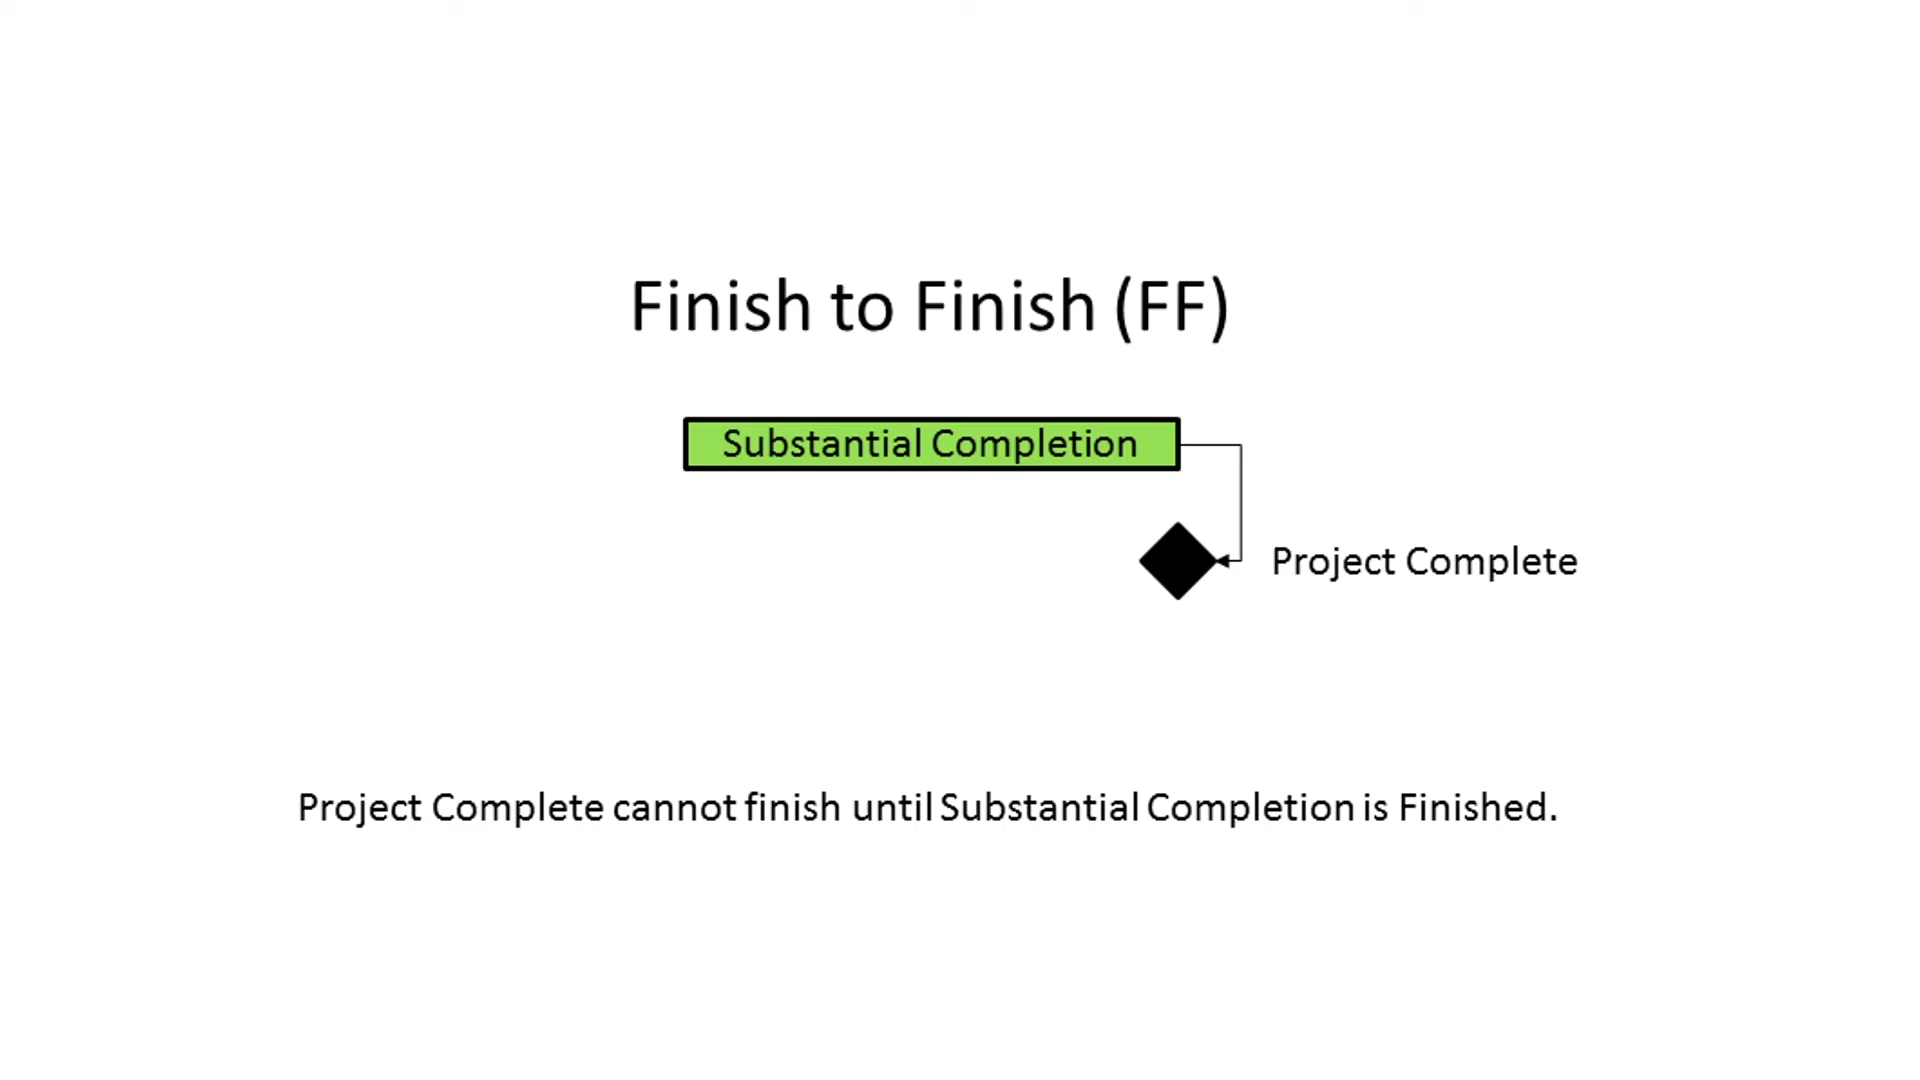 Finish to Finish (FF)
Substantial Completion
Project Complete
Project Complete cannot finish until Substantial Completion is Finished.